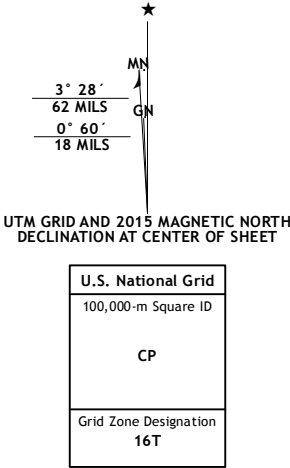 ★
MN
3° 28´
62 MILS
GN
0° 60´
18 MILS
UTM GRID AND 2015 MAGNETIC NORTH
DECLINATION AT CENTER OF SHEET
U.S. National Grid
100,000-m Square ID
CP
Grid Zone Designation
16T